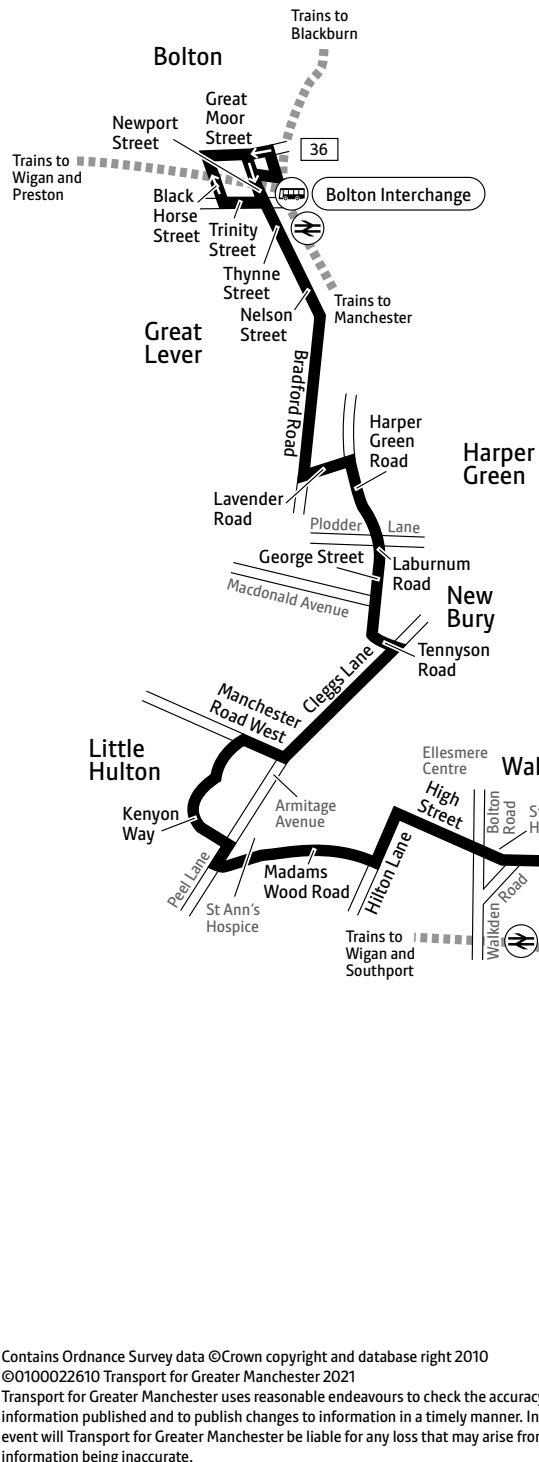 Trains to
Blackburn
Bolton
Great
Moor
Street
Newport
Street
36
Trains to
Wigan and
Preston
Bolton Interchange
Black
Horse
Street
Trinity
Street
Thynne
Street
Nelson
Street
Trains to
Manchester
Great
Lever
Bradford Road
Harper
Green
Road
Harper
Green
Lavender
Road
Plodder Lane
George Street
Laburnum
Road
Macdonald Avenue
New
Bury
Tennyson
Road
Cleggs Lane
Manchester
Road West
Little
Hulton
Ellesmere
Centre
Wal
High
Street
Bolton
Road
St
H
Armitage
Avenue
Kenyon
Way
Peel Lane
Madams
Wood Road
Hilton Lane
St Ann's
Hospice
Walkden Road
Trains to
Wigan and
Southport
Contains Ordnance Survey data ©Crown copyright and database right 2010
©0100022610 Transport for Greater Manchester 2021
Transport for Greater Manchester uses reasonable endeavours to check the accuracy
information published and to publish changes to information in a timely manner. In
event will Transport for Greater Manchester be liable for any loss that may arise from
information being inaccurate.